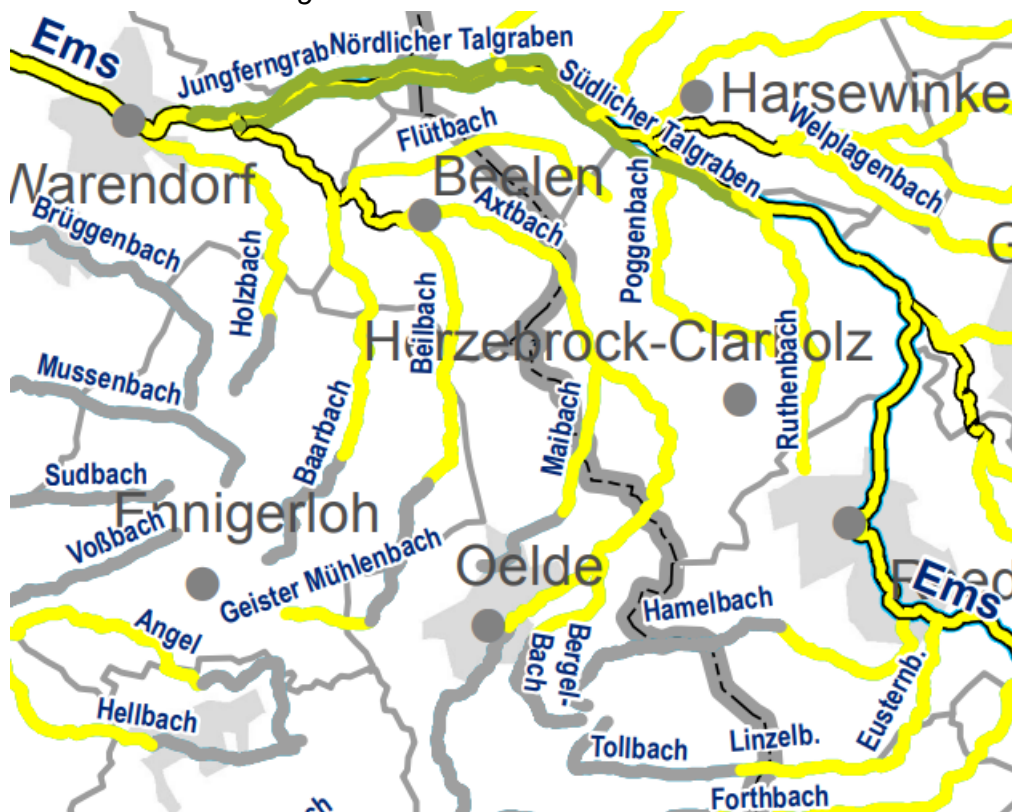 Ems
Jungferngrab
Nördlicher Talgraben
Südlicher Talgraben
Harsewinke
Welplagenbach
Flütbach
Warendorf
Beelen
Axtbach
Poggenbach
Brüggenbach
Holzbach
Beilbach
G
Herzebrock-Clarholz
Ruthenbach
Mussenbach
Baarbach
Maibach
Sudbach
Ennigerloh
Voßbach
Geister Mühlenbach
Oelde
Fried
Ems
Hamelbach
Angel
Bergel-
Bach
Eusternb.
Hellbach
Tollbach
Linzelb.
Forthbach